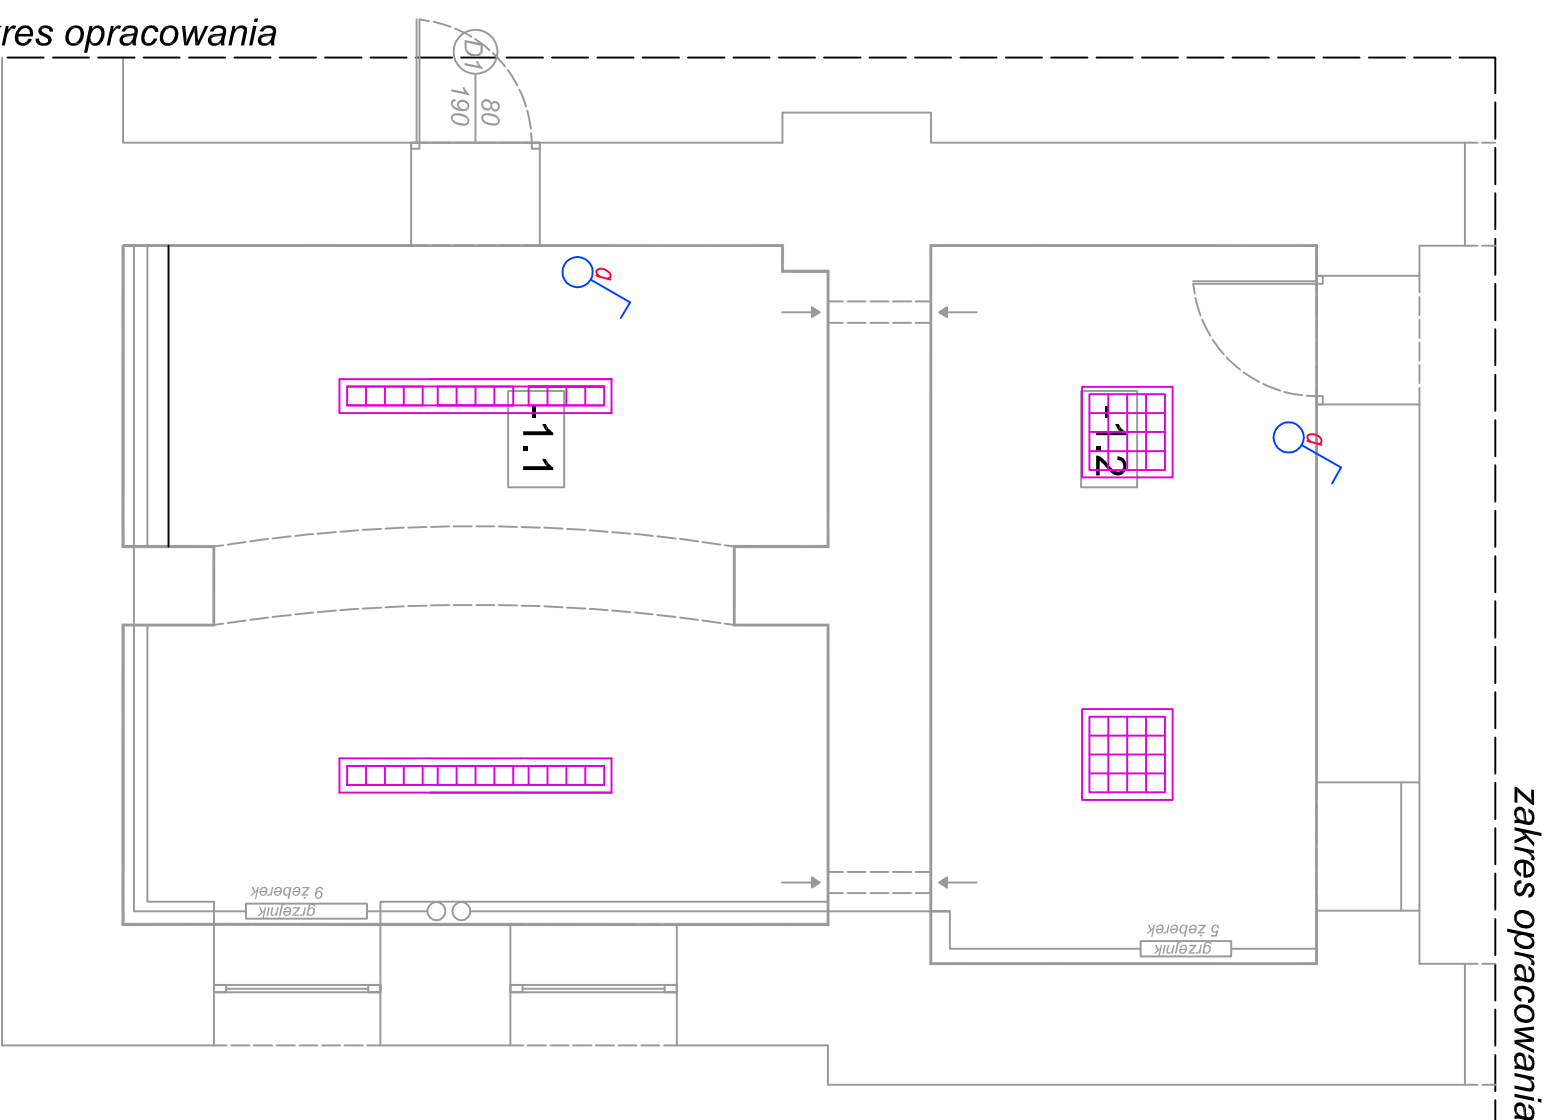 res opracowania
D1
80
190
a
-1.1
-1.2
a
9 żeberek
grzejnik
5 żeberek
grzejnik
zakres opracowania